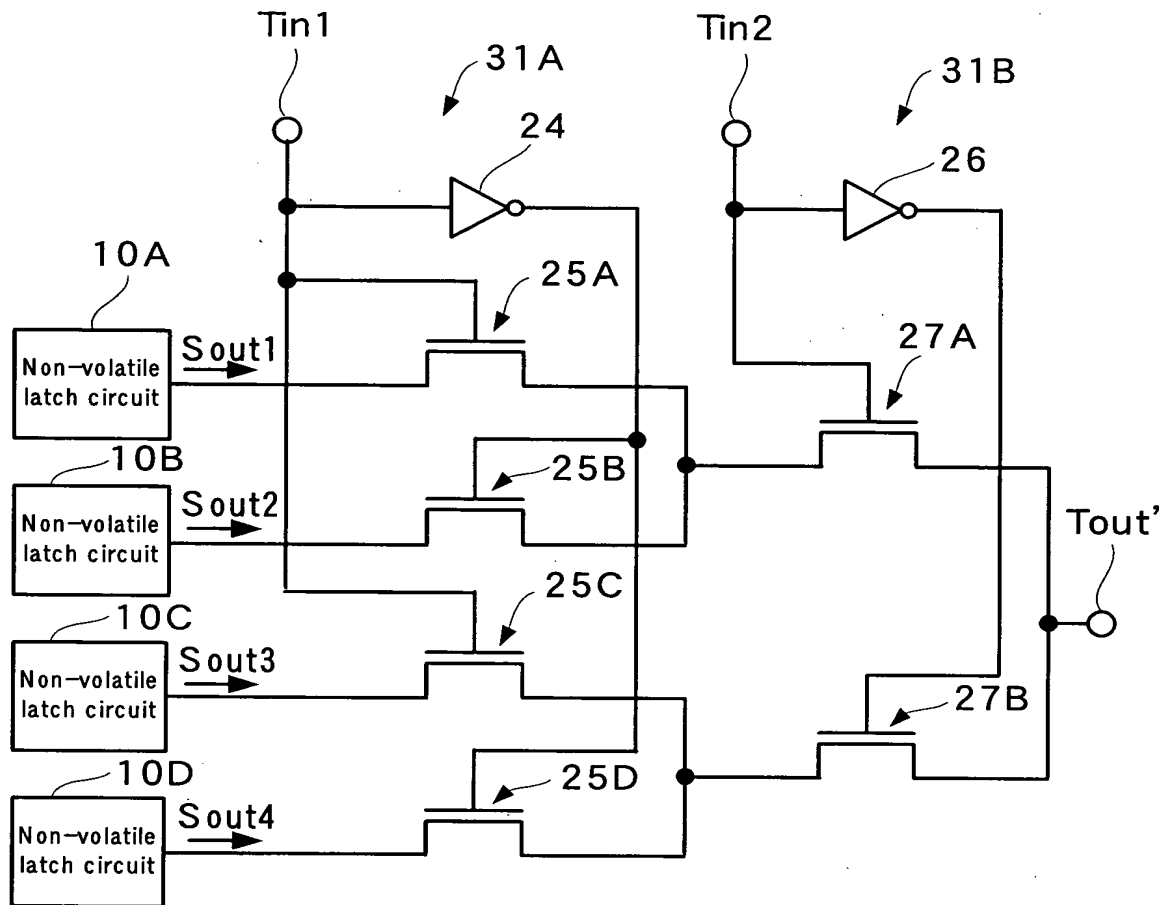 Tin1
Tin2
31A
31B
24
26
10A
25A
Non-volatile
latch circuit
Sout1
27A
10B
25B
Non-volatile
latch circuit
Sout2
Tout'
10C
25C
Non-volatile
latch circuit
Sout3
27B
10D
25D
Non-volatile
latch circuit
Sout4